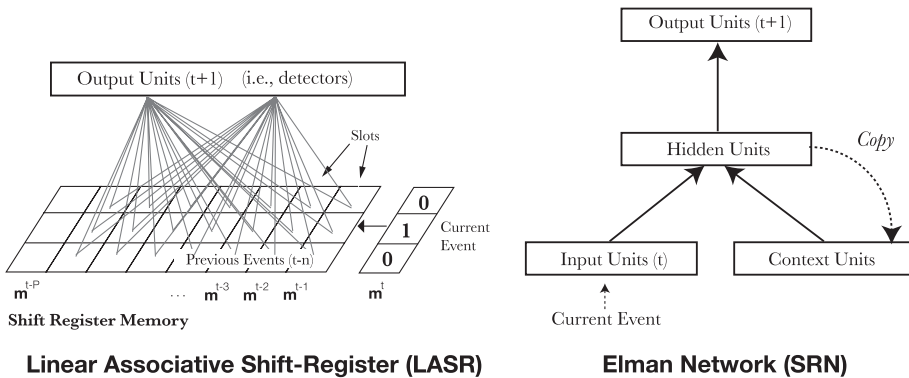 Output Units (t+1) (i.e., detectors)
Slots
0
1
0
Current
Event
Previous Events (t-n)
m^t-P ... m^t-3 m^t-2 m^t-1 m^t
Shift Register Memory
Linear Associative Shift-Register (LASR)
Output Units (t+1)
Hidden Units
Copy
Input Units (t)
Context Units
Current Event
Elman Network (SRN)